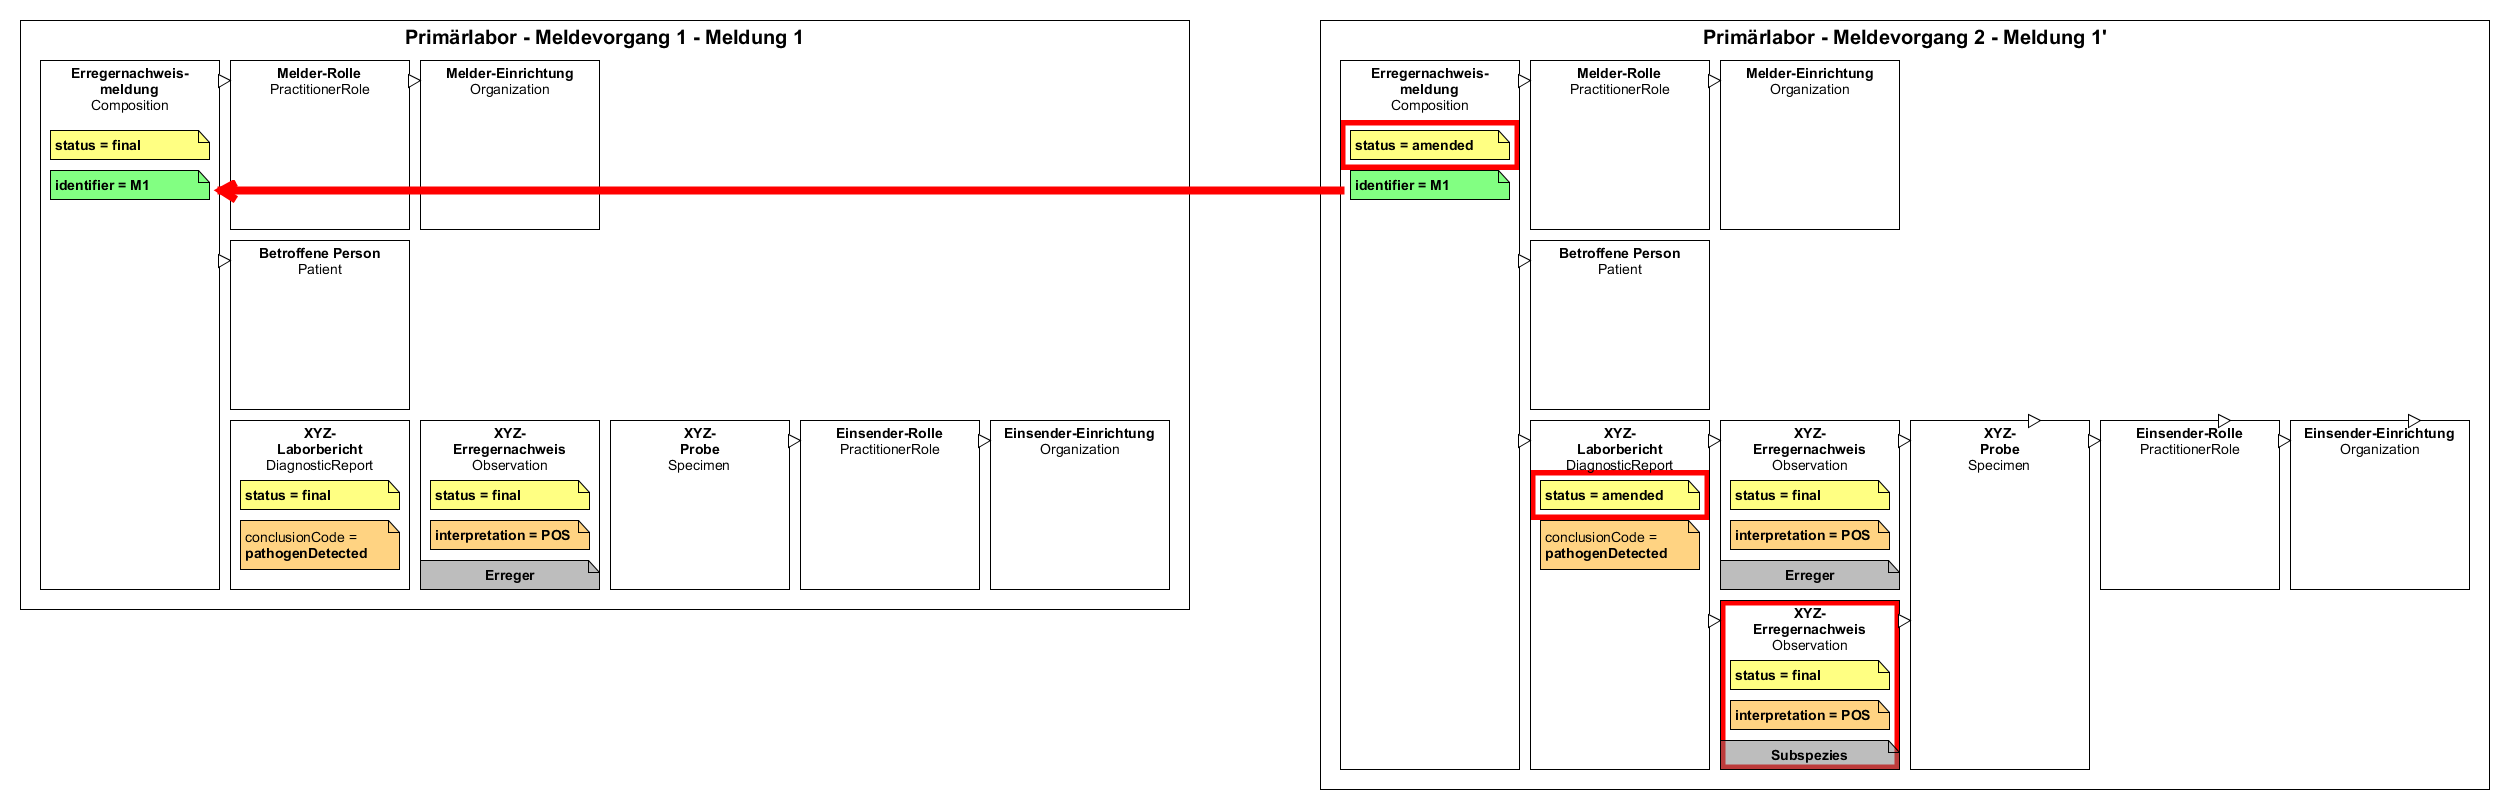 Primärlabor - Meldevorgang 1 - Meldung 1
Erregernachweis-
meldung
Composition
status = final
identifier = M1
Melder-Rolle
PractitionerRole
Melder-Einrichtung
Organization
Betroffene Person
Patient
XYZ-
Laborbericht
DiagnosticReport
status = final
conclusionCode =
pathogenDetected
XYZ-
Erregernachweis
Observation
status = final
interpretation = POS
Erreger
XYZ-
Probe
Specimen
Einsender-Rolle
PractitionerRole
Einsender-Einrichtung
Organization
Primärlabor - Meldevorgang 2 - Meldung 1'
Erregernachweis-
meldung
Composition
status = amended
identifier = M1
Melder-Rolle
PractitionerRole
Melder-Einrichtung
Organization
Betroffene Person
Patient
XYZ-
Laborbericht
DiagnosticReport
status = amended
conclusionCode =
pathogenDetected
XYZ-
Erregernachweis
Observation
status = final
interpretation = POS
Erreger
XYZ-
Erregernachweis
Observation
status = final
interpretation = POS
Subspezies
XYZ-
Probe
Specimen
Einsender-Rolle
PractitionerRole
Einsender-Einrichtung
Organization